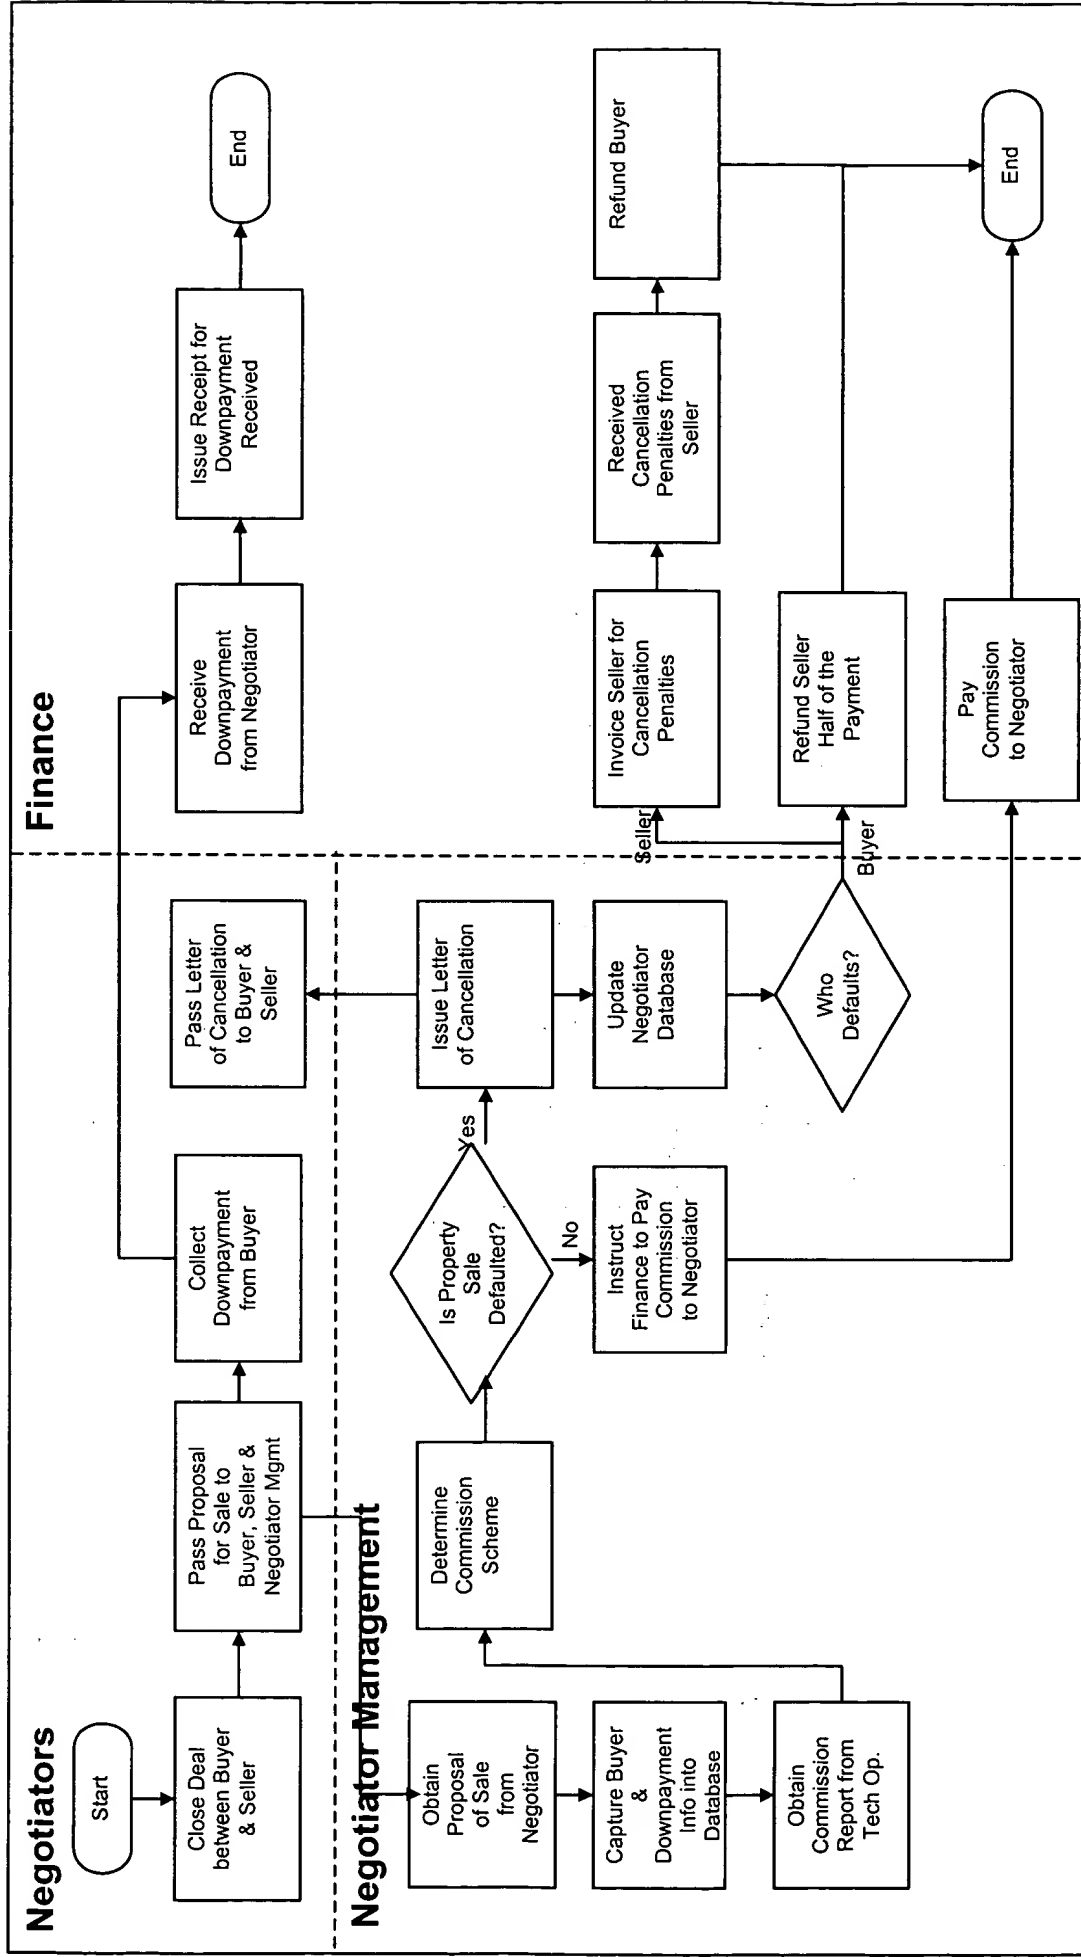 Negotiators
Start
Close Deal
between Buyer
& Seller
Pass Proposal
for Sale to
Buyer, Seller &
Negotiator Mgmt
Collect
Downpayment
from Buyer
Pass Letter
of Cancellation
to Buyer &
Seller
Finance
Receive
Downpayment
from Negotiator
Issue Receipt for
Downpayment
Received
End
Negotiator Management
Obtain
Proposal
of Sale
from
Negotiator
Capture Buyer
&
Downpayment
Info into
Database
Obtain
Commission
Report from
Tech Op.
Determine
Commission
Scheme
Is Property
Sale
Defaulted?
Yes
No
Instruct
Finance to Pay
Commission
to Negotiator
Issue Letter
of Cancellation
Update
Negotiator
Database
Who
Defaults?
Seller
Buyer
Invoice Seller for
Cancellation
Penalties
Received
Cancellation
Penalties from
Seller
Refund Buyer
Refund Seller
Half of the
Payment
Pay
Commission
to Negotiator
End